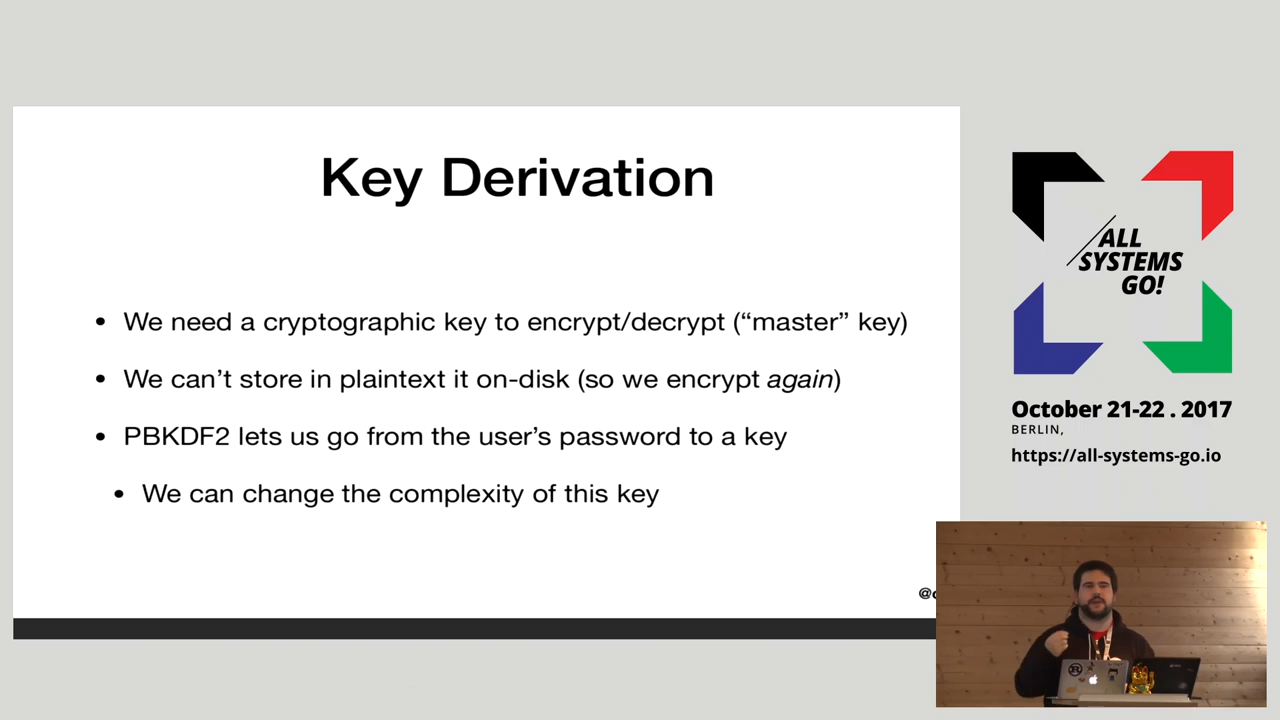 Key Derivation
• We need a cryptographic key to encrypt/decrypt (“master” key)
• We can’t store in plaintext it on-disk (so we encrypt again)
• PBKDF2 lets us go from the user’s password to a key
• We can change the complexity of this key
ALL
SYSTEMS
GO!
October 21-22 . 2017
BERLIN,
https://all-systems-go.io